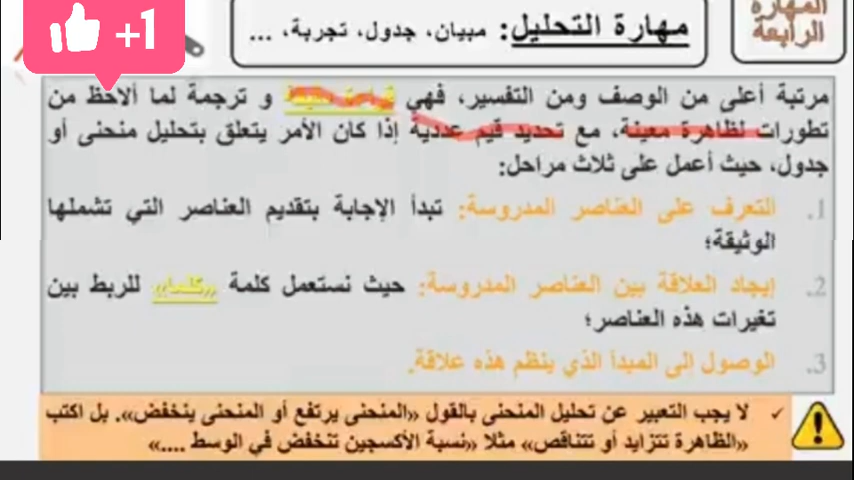 +1
المهارة
الرابعة
مهارة التحليل: مبيان، جدول، تجربة، ...
مرتبة أعلى من الوصف ومن التفسير، فهي و ترجمة لما ألاحظ من
تطورات لظاهرة معينة، مع تحديد قيم عددية إذا كان الأمر يتعلق بتحليل منحنى أو
جدول، حيث أعمل على ثلاث مراحل:
1. التعرف على العناصر المدروسة: تبدأ الإجابة بتقديم العناصر التي تشملها
الوثيقة؛
2. إيجاد العلاقة بين العناصر المدروسة: حيث نستعمل كلمة «كلما» للربط بين
تغيرات هذه العناصر؛
3. الوصول الى المبدأ الذي ينظم هذه علاقة.
✓ لا يجب التعبير عن تحليل المنحنى بالقول «المنحنى يرتفع أو المنحنى ينخفض». بل اكتب
«الظاهرة تتزايد أو تتناقص» مثلا «نسبة الأكسجين تنخفض في الوسط ....»